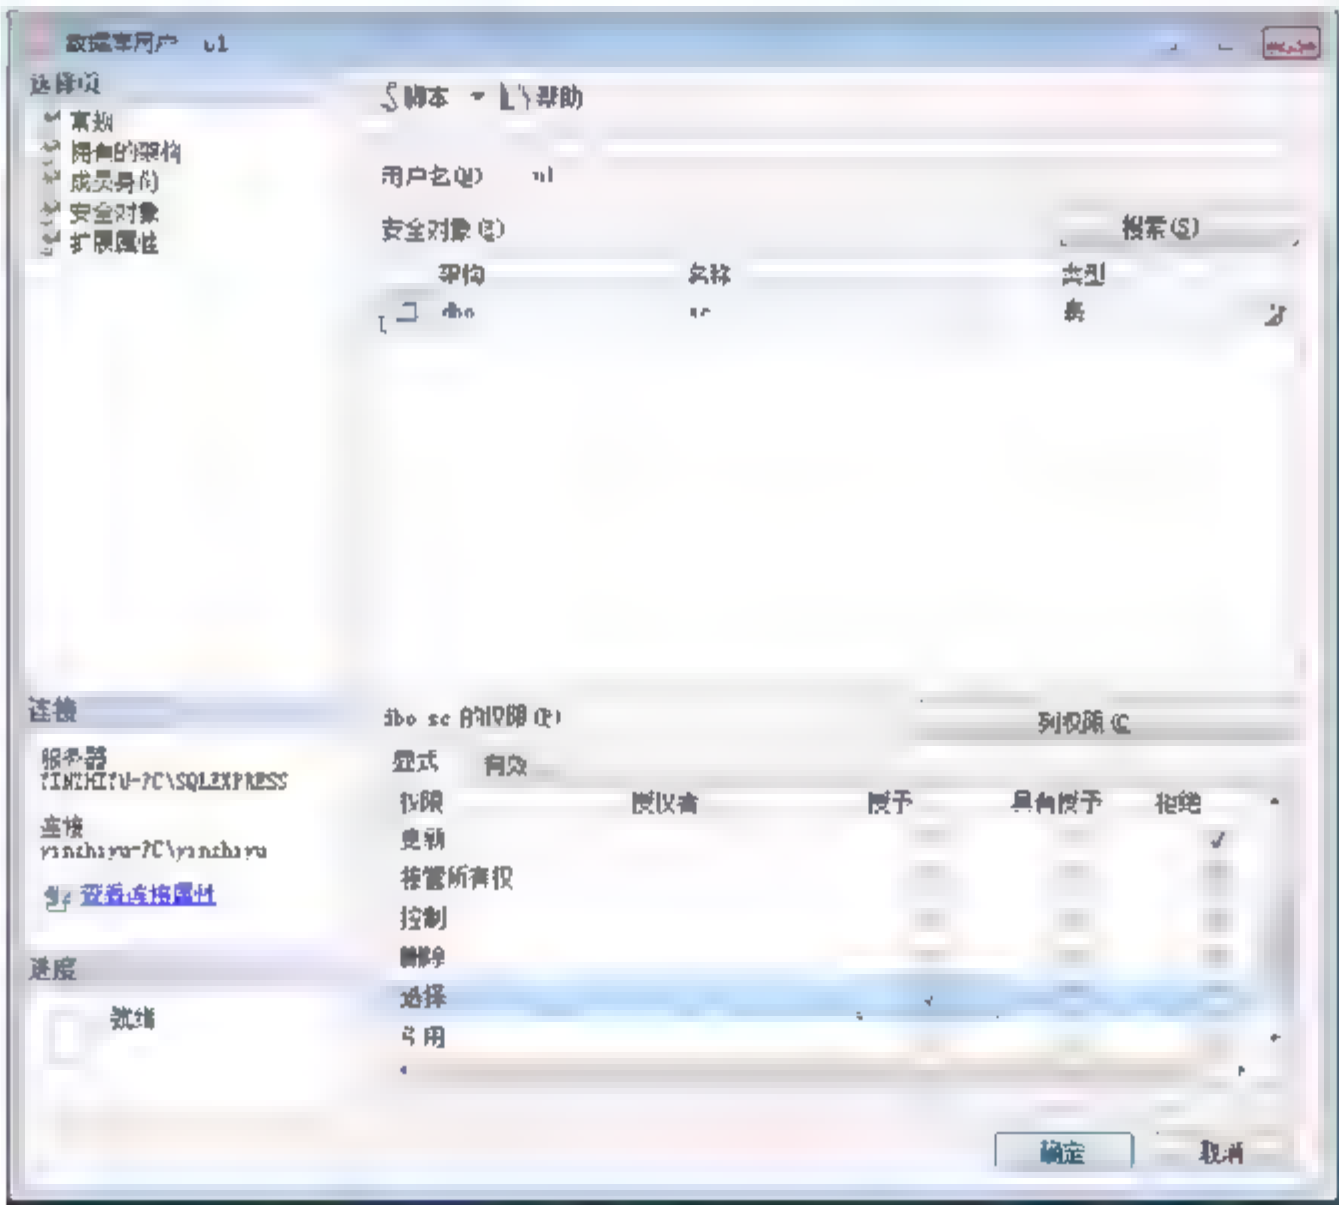 数据库用户 - u1
选择页
常规
拥有的架构
成员身份
安全对象
扩展属性
脚本 帮助
用户名(N) u1
安全对象(E) 搜索(S)
架构 名称 类型
dbo sc 表
连接
服务器
\SQLEXPRESS
连接
查看连接属性
进度
就绪
dbo.sc 的权限(P) 列权限(C
显式 有效
权限 授权者 授予 具有授予 拒绝
更新
接管所有权
控制
删除
选择
引用
确定 取消